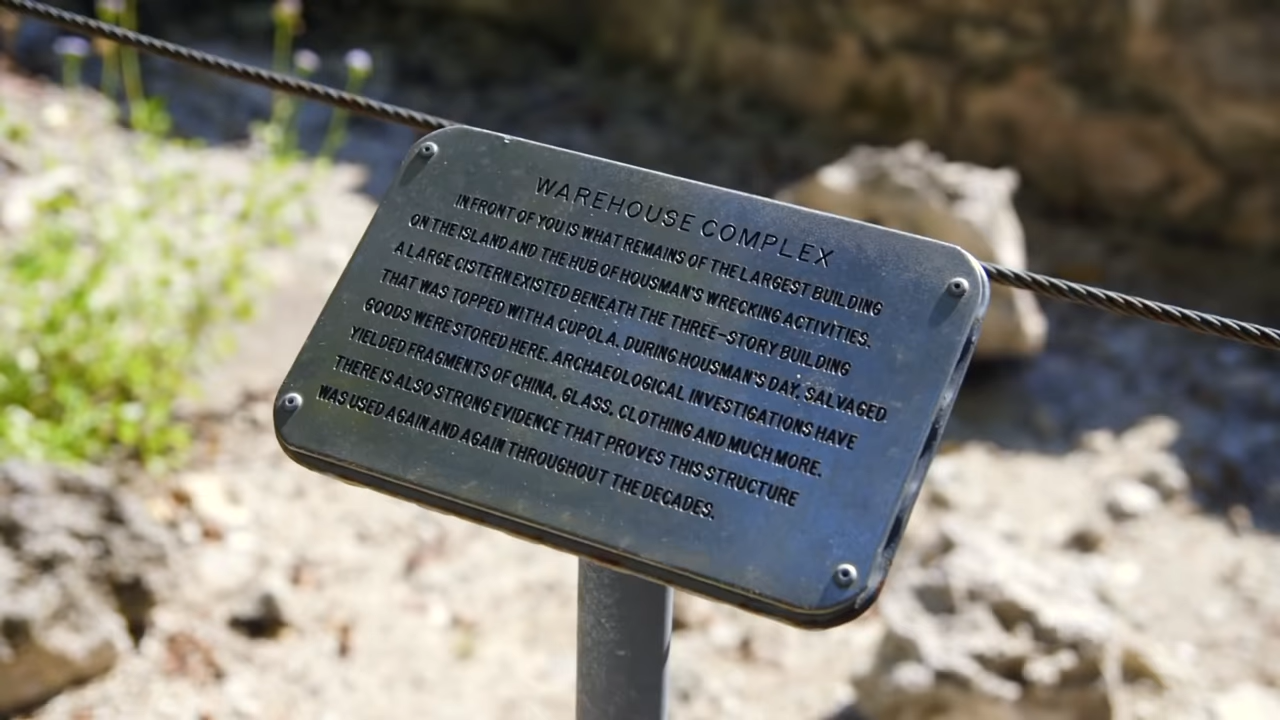 WAREHOUSE COMPLEX
IN FRONT OF YOU IS WHAT REMAINS OF THE LARGEST BUILDING
ON THE ISLAND AND THE HUB OF HOUSMAN'S WRECKING ACTIVITIES.
A LARGE CISTERN EXISTED BENEATH THE THREE-STORY BUILDING
THAT WAS TOPPED WITH A CUPOLA. DURING HOUSMAN'S DAY, SALVAGED
GOODS WERE STORED HERE. ARCHAEOLOGICAL INVESTIGATIONS HAVE
YIELDED FRAGMENTS OF CHINA, GLASS, CLOTHING AND MUCH MORE.
THERE IS ALSO STRONG EVIDENCE THAT PROVES THIS STRUCTURE
WAS USED AGAIN AND AGAIN THROUGHOUT THE DECADES.